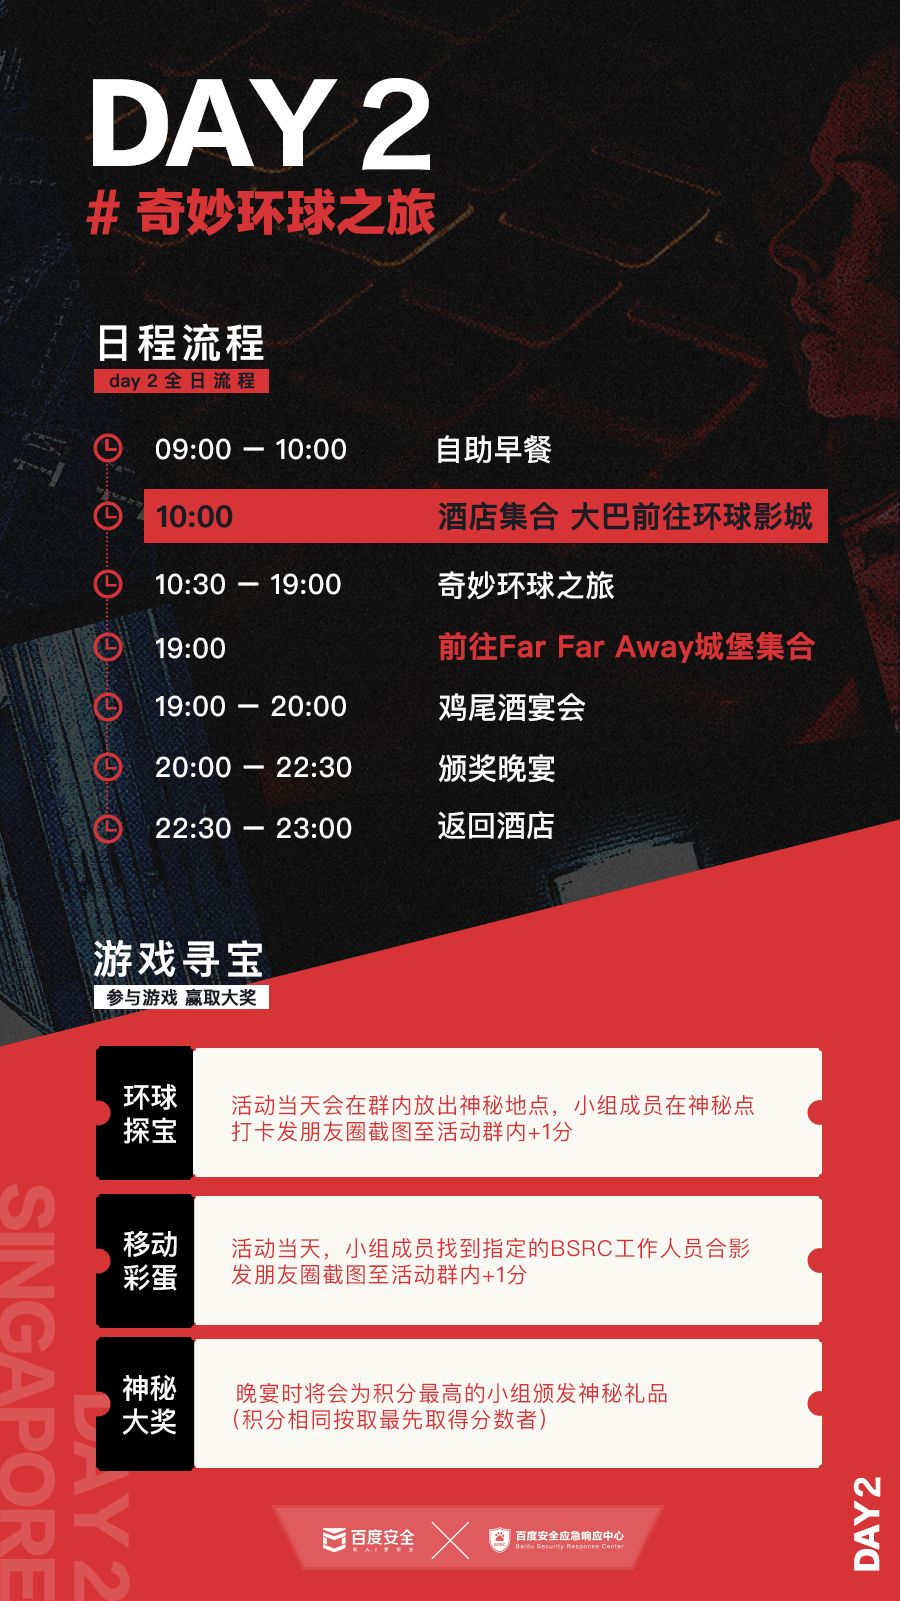 DAY 2
# 奇妙环球之旅
日程流程
day 2 全日流程
09:00 — 10:00 自助早餐
10:00 酒店集合 大巴前往环球影城
10:30 — 19:00 奇妙环球之旅
19:00 前往Far Far Away城堡集合
19:00 — 20:00 鸡尾酒宴会
20:00 — 22:30 颁奖晚宴
22:30 — 23:00 返回酒店
游戏寻宝
参与游戏 赢取大奖
环球
探宝
活动当天会在群内放出神秘地点，小组成员在神秘点
打卡发朋友圈截图至活动群内+1分
移动
彩蛋
活动当天，小组成员找到指定的BSRC工作人员合影
发朋友圈截图至活动群内+1分
神秘
大奖
晚宴时将会为积分最高的小组颁发神秘礼品
(积分相同按取最先取得分数者)
SINGAPORE
DAY 2
DAY2
百度安全
有AI更安全
百度安全应急响应中心
Baidu Security Response Center